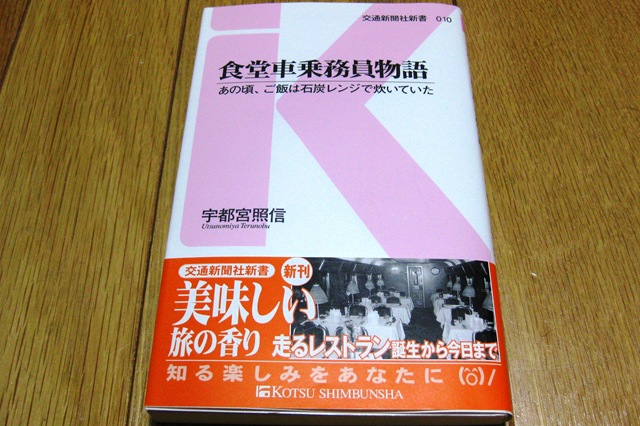 交通新聞社新書 010
食堂車乗務員物語
あの頃、ご飯は石炭レンジで炊いていた
宇都宮照信
Utsunomiya Terunobu
交通新聞社新書 新刊
美味しい
旅の香り 走るレストラン 誕生から今日まで
知る楽しみをあなたに (^o^)/
KOTSU SHIMBUNSHA